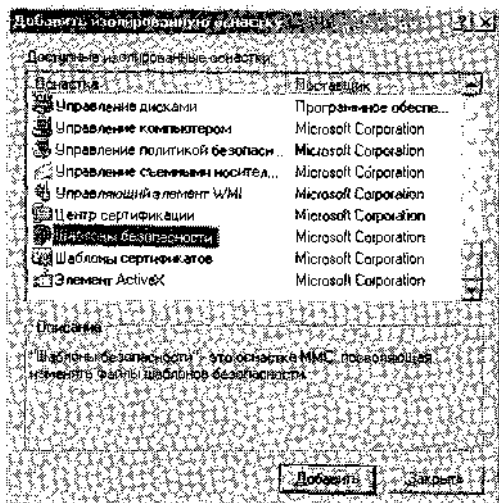 Добавить изолированную оснастку
Доступные изолированные оснастки:
Оснастка Поставщик
Управление дисками Программное обеспе...
Управление компьютером Microsoft Corporation
Управление политикой безопасн... Microsoft Corporation
Управление съемными носител... Microsoft Corporation
Управляющий элемент WMI Microsoft Corporation
Центр сертификации Microsoft Corporation
Шаблоны безопасности Microsoft Corporation
Шаблоны сертификатов Microsoft Corporation
Элемент ActiveX Microsoft Corporation
Описание
"Шаблоны безопасности" - это оснастка MMC, позволяющая
изменять файлы шаблонов безопасности.
Добавить Закрыть